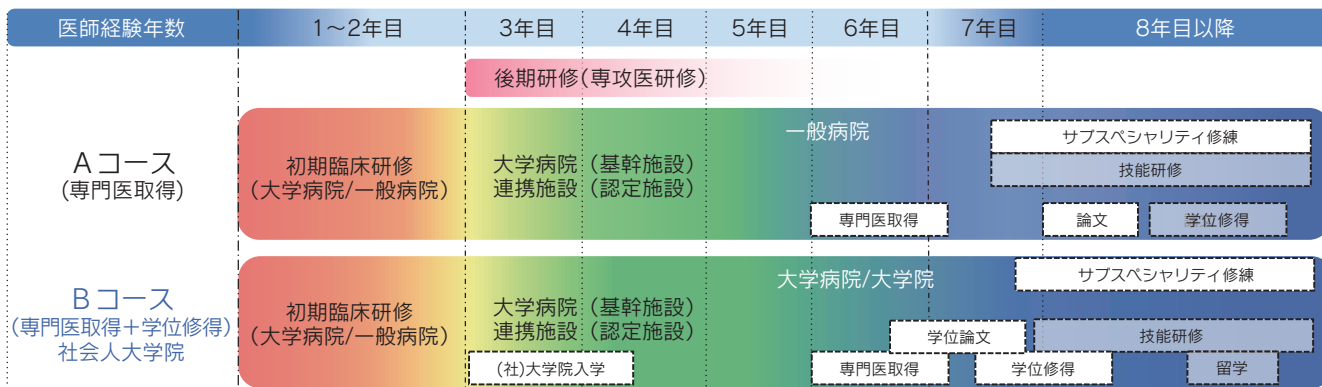 医師経験年数
1～2年目
3年目
4年目
5年目
6年目
7年目
8年目以降
後期研修(専攻医研修)
Aコース
(専門医取得)
初期臨床研修
(大学病院/一般病院)
大学病院 (基幹施設)
連携施設 (認定施設)
一般病院
サブスペシャリティ修練
技能研修
専門医取得
論文
学位修得
Bコース
(専門医取得+学位修得)
社会人大学院
初期臨床研修
(大学病院/一般病院)
大学病院 (基幹施設)
連携施設 (認定施設)
大学病院/大学院
サブスペシャリティ修練
学位論文
技能研修
(社)大学院入学
専門医取得
学位修得
留学